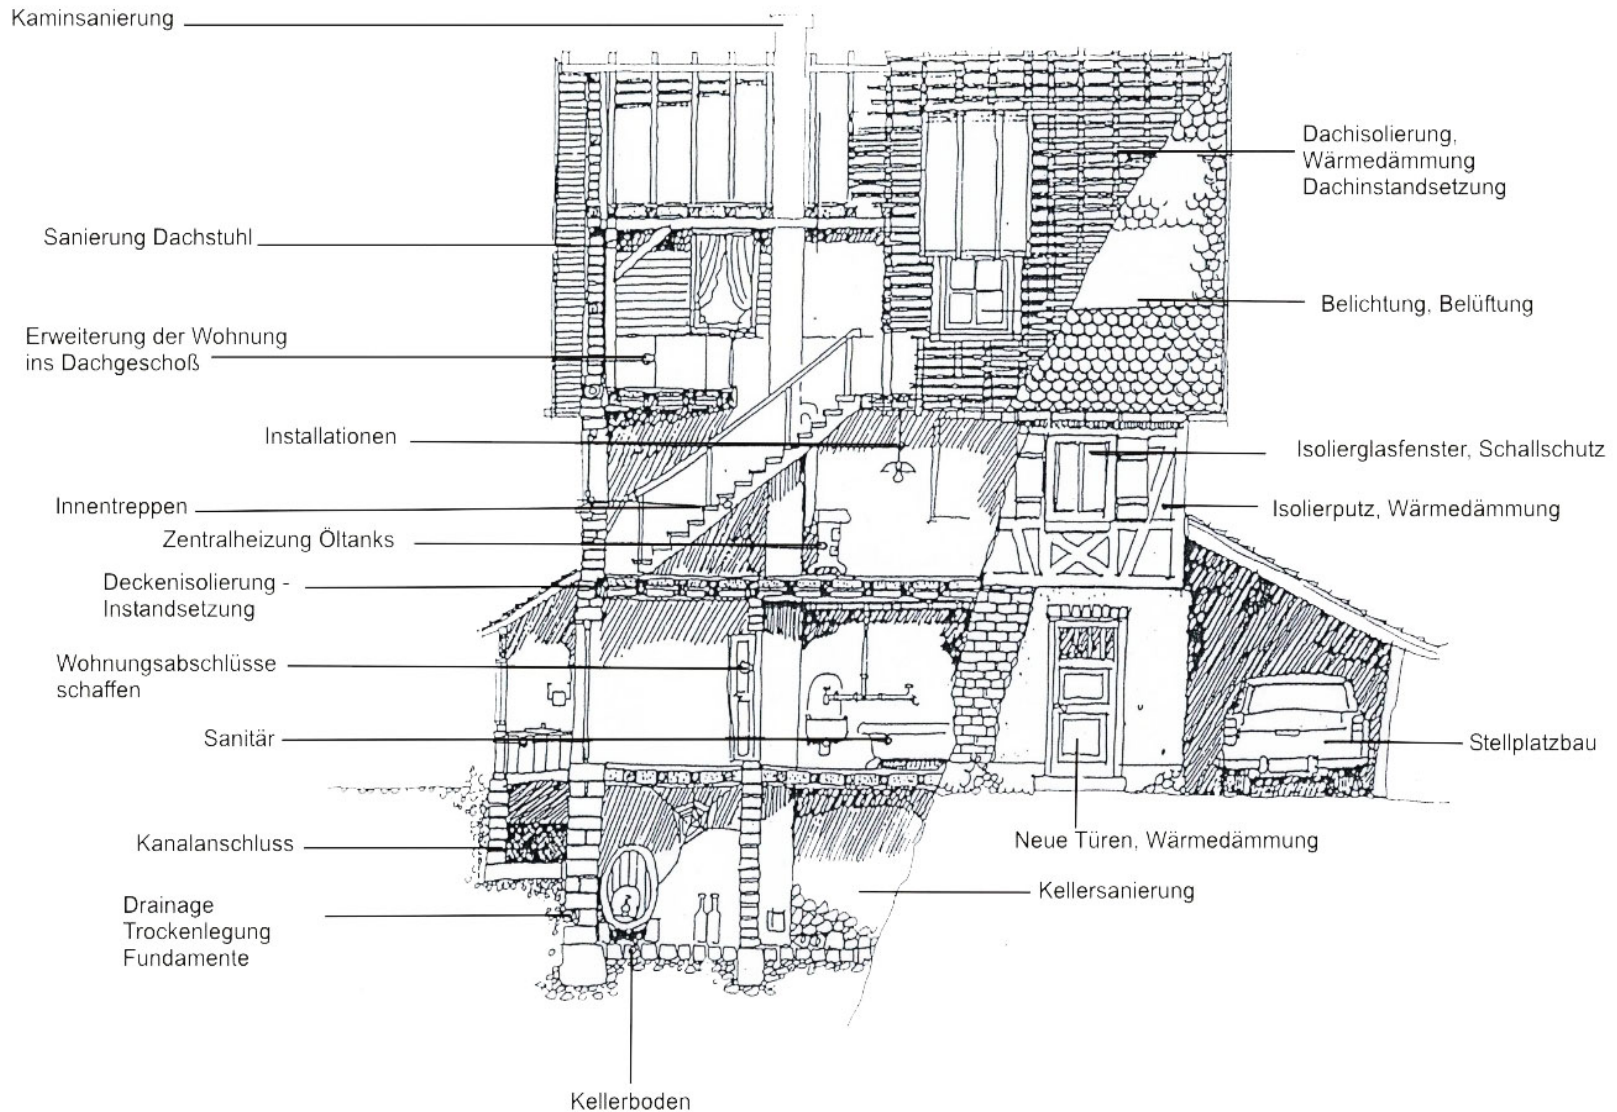 Kaminsanierung
Dachisolierung,
Wärmedämmung
Dachinstandsetzung
Sanierung Dachstuhl
Belichtung, Belüftung
Erweiterung der Wohnung
ins Dachgeschoß
Installationen
Isolierglasfenster, Schallschutz
Innentreppen
Isolierputz, Wärmedämmung
Zentralheizung Öltanks
Deckenisolierung -
Instandsetzung
Wohnungsabschlüsse
schaffen
Sanitär
Stellplatzbau
Kanalanschluss
Neue Türen, Wärmedämmung
Kellersanierung
Drainage
Trockenlegung
Fundamente
Kellerboden